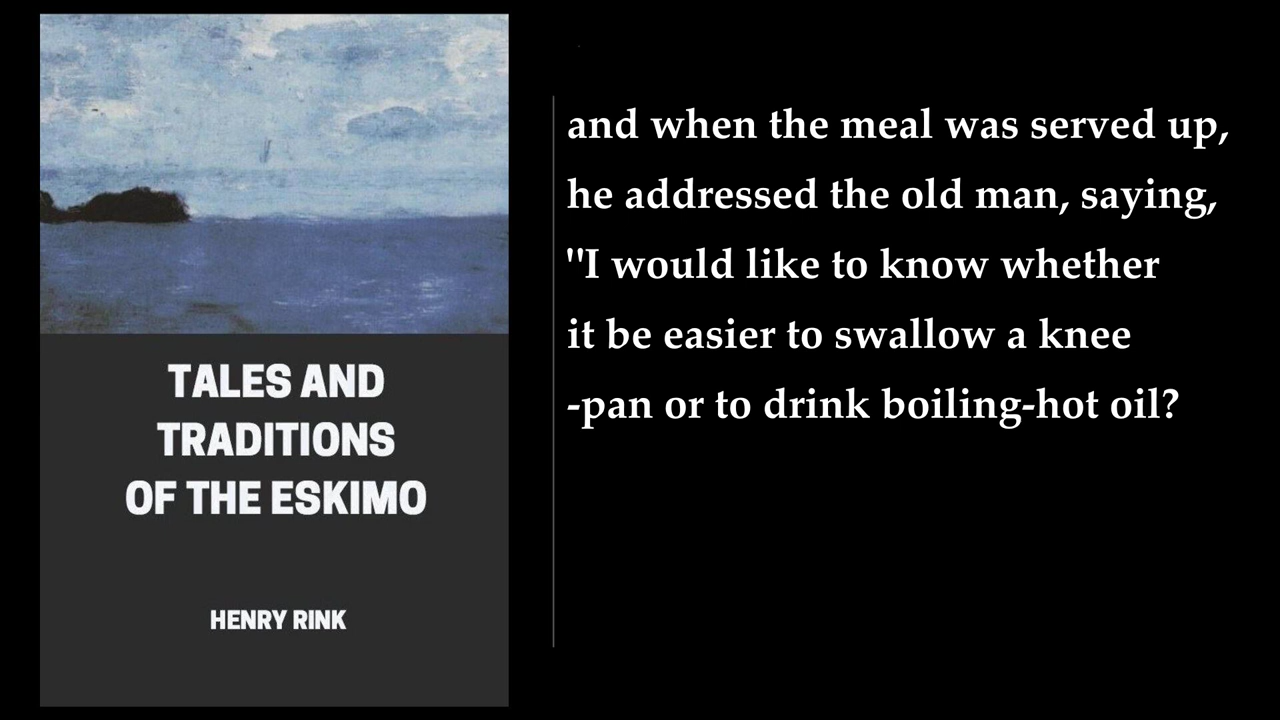 TALES AND
TRADITIONS
OF THE ESKIMO
HENRY RINK
and when the meal was served up,
he addressed the old man, saying,
"I would like to know whether
it be easier to swallow a knee
-pan or to drink boiling-hot oil?